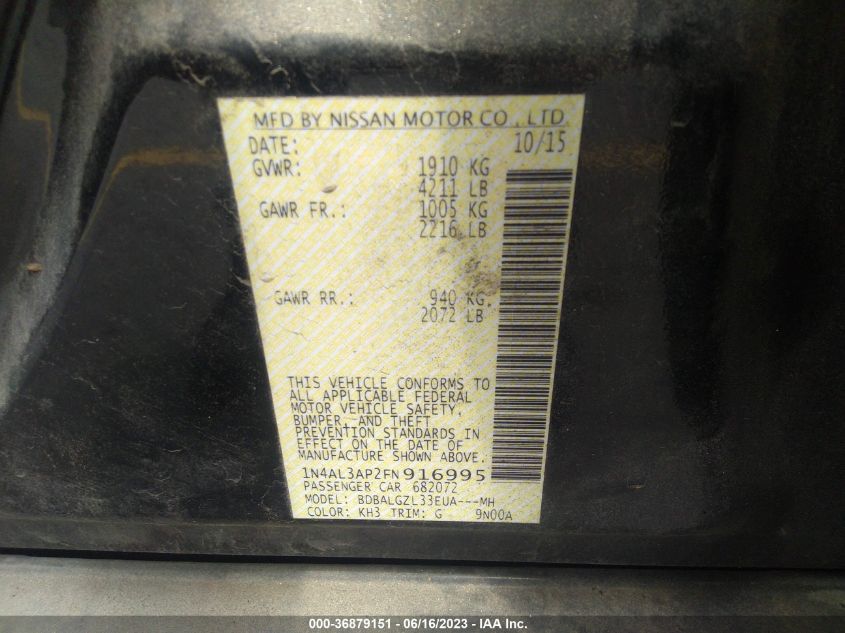 MFD BY NISSAN MOTOR CO., LTD.
DATE: 10/15
GVWR: 1910 KG
4211 LB
GAWR FR.: 1005 KG
2216 LB
GAWR RR.: 940 KG
2072 LB
THIS VEHICLE CONFORMS TO
ALL APPLICABLE FEDERAL
MOTOR VEHICLE SAFETY,
BUMPER, AND THEFT
PREVENTION STANDARDS IN
EFFECT ON THE DATE OF
MANUFACTURE SHOWN ABOVE.
1N4AL3AP2FN916995
PASSENGER CAR 682072
MODEL: BDBALGZL33EUA---MH
COLOR: KH3 TRIM: G 9N00A
000-36879151 - 06/16/2023 - IAA Inc.